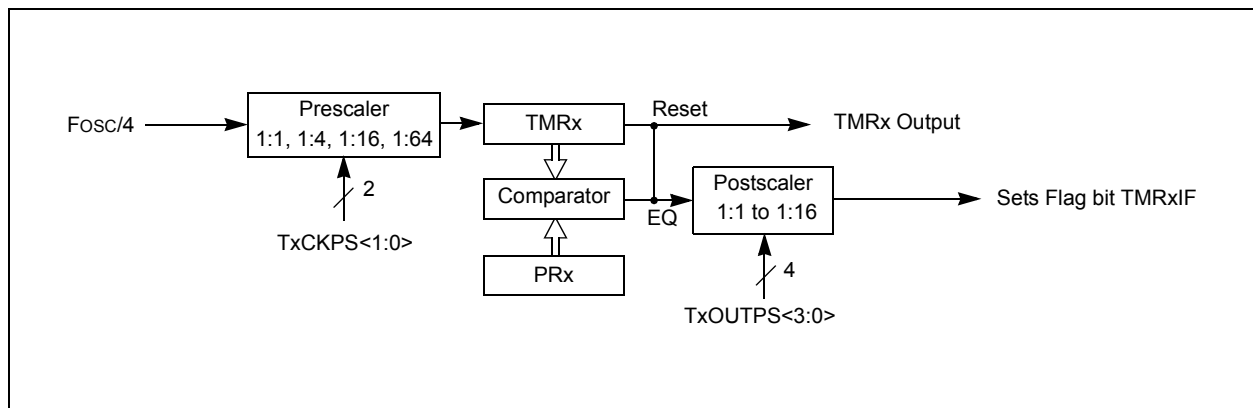 FOSC/4
Prescaler
1:1, 1:4, 1:16, 1:64
2
TxCKPS<1:0>
TMRx
Comparator
PRx
Reset
EQ
TMRx Output
Postscaler
1:1 to 1:16
4
TxOUTPS<3:0>
Sets Flag bit TMRxIF